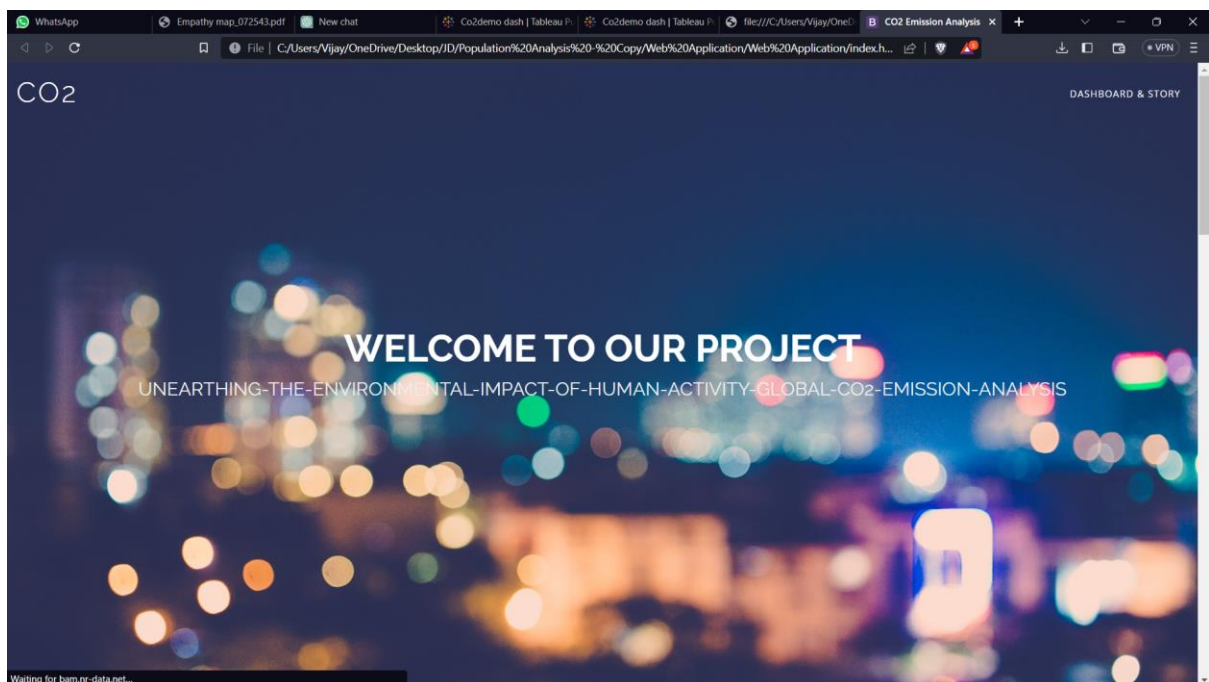 WhatsApp
Empathy map_072543.pdf
New chat
Co2demo dash | Tableau Pu
Co2demo dash | Tableau Pu
file:///C:/Users/Vijay/OneD
B CO2 Emission Analysis
File | C:/Users/Vijay/OneDrive/Desktop/JD/Population%20Analysis%20-%20Copy/Web%20Application/Web%20Application/index.h...
VPN
CO2
DASHBOARD & STORY
WELCOME TO OUR PROJECT
UNEARTHING-THE-ENVIRONMENTAL-IMPACT-OF-HUMAN-ACTIVITY-GLOBAL-CO2-EMISSION-ANALYSIS
Waiting for bam.nr-data.net...